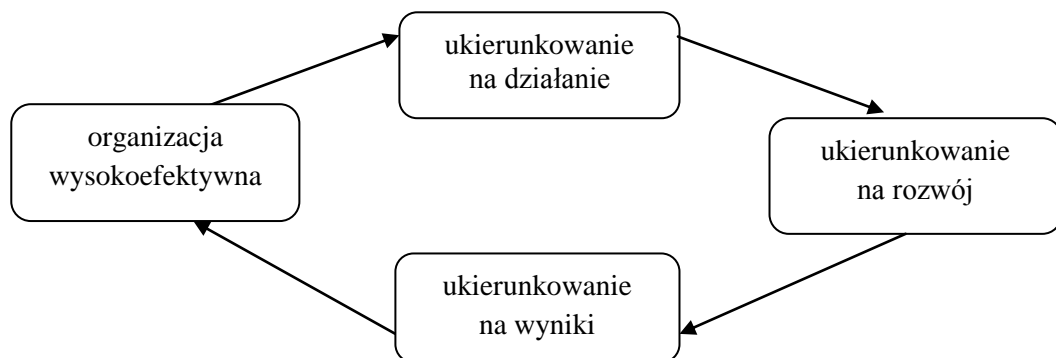 ukierunkowanie
na działanie
organizacja
wysokoefektywna
ukierunkowanie
na rozwój
ukierunkowanie
na wyniki